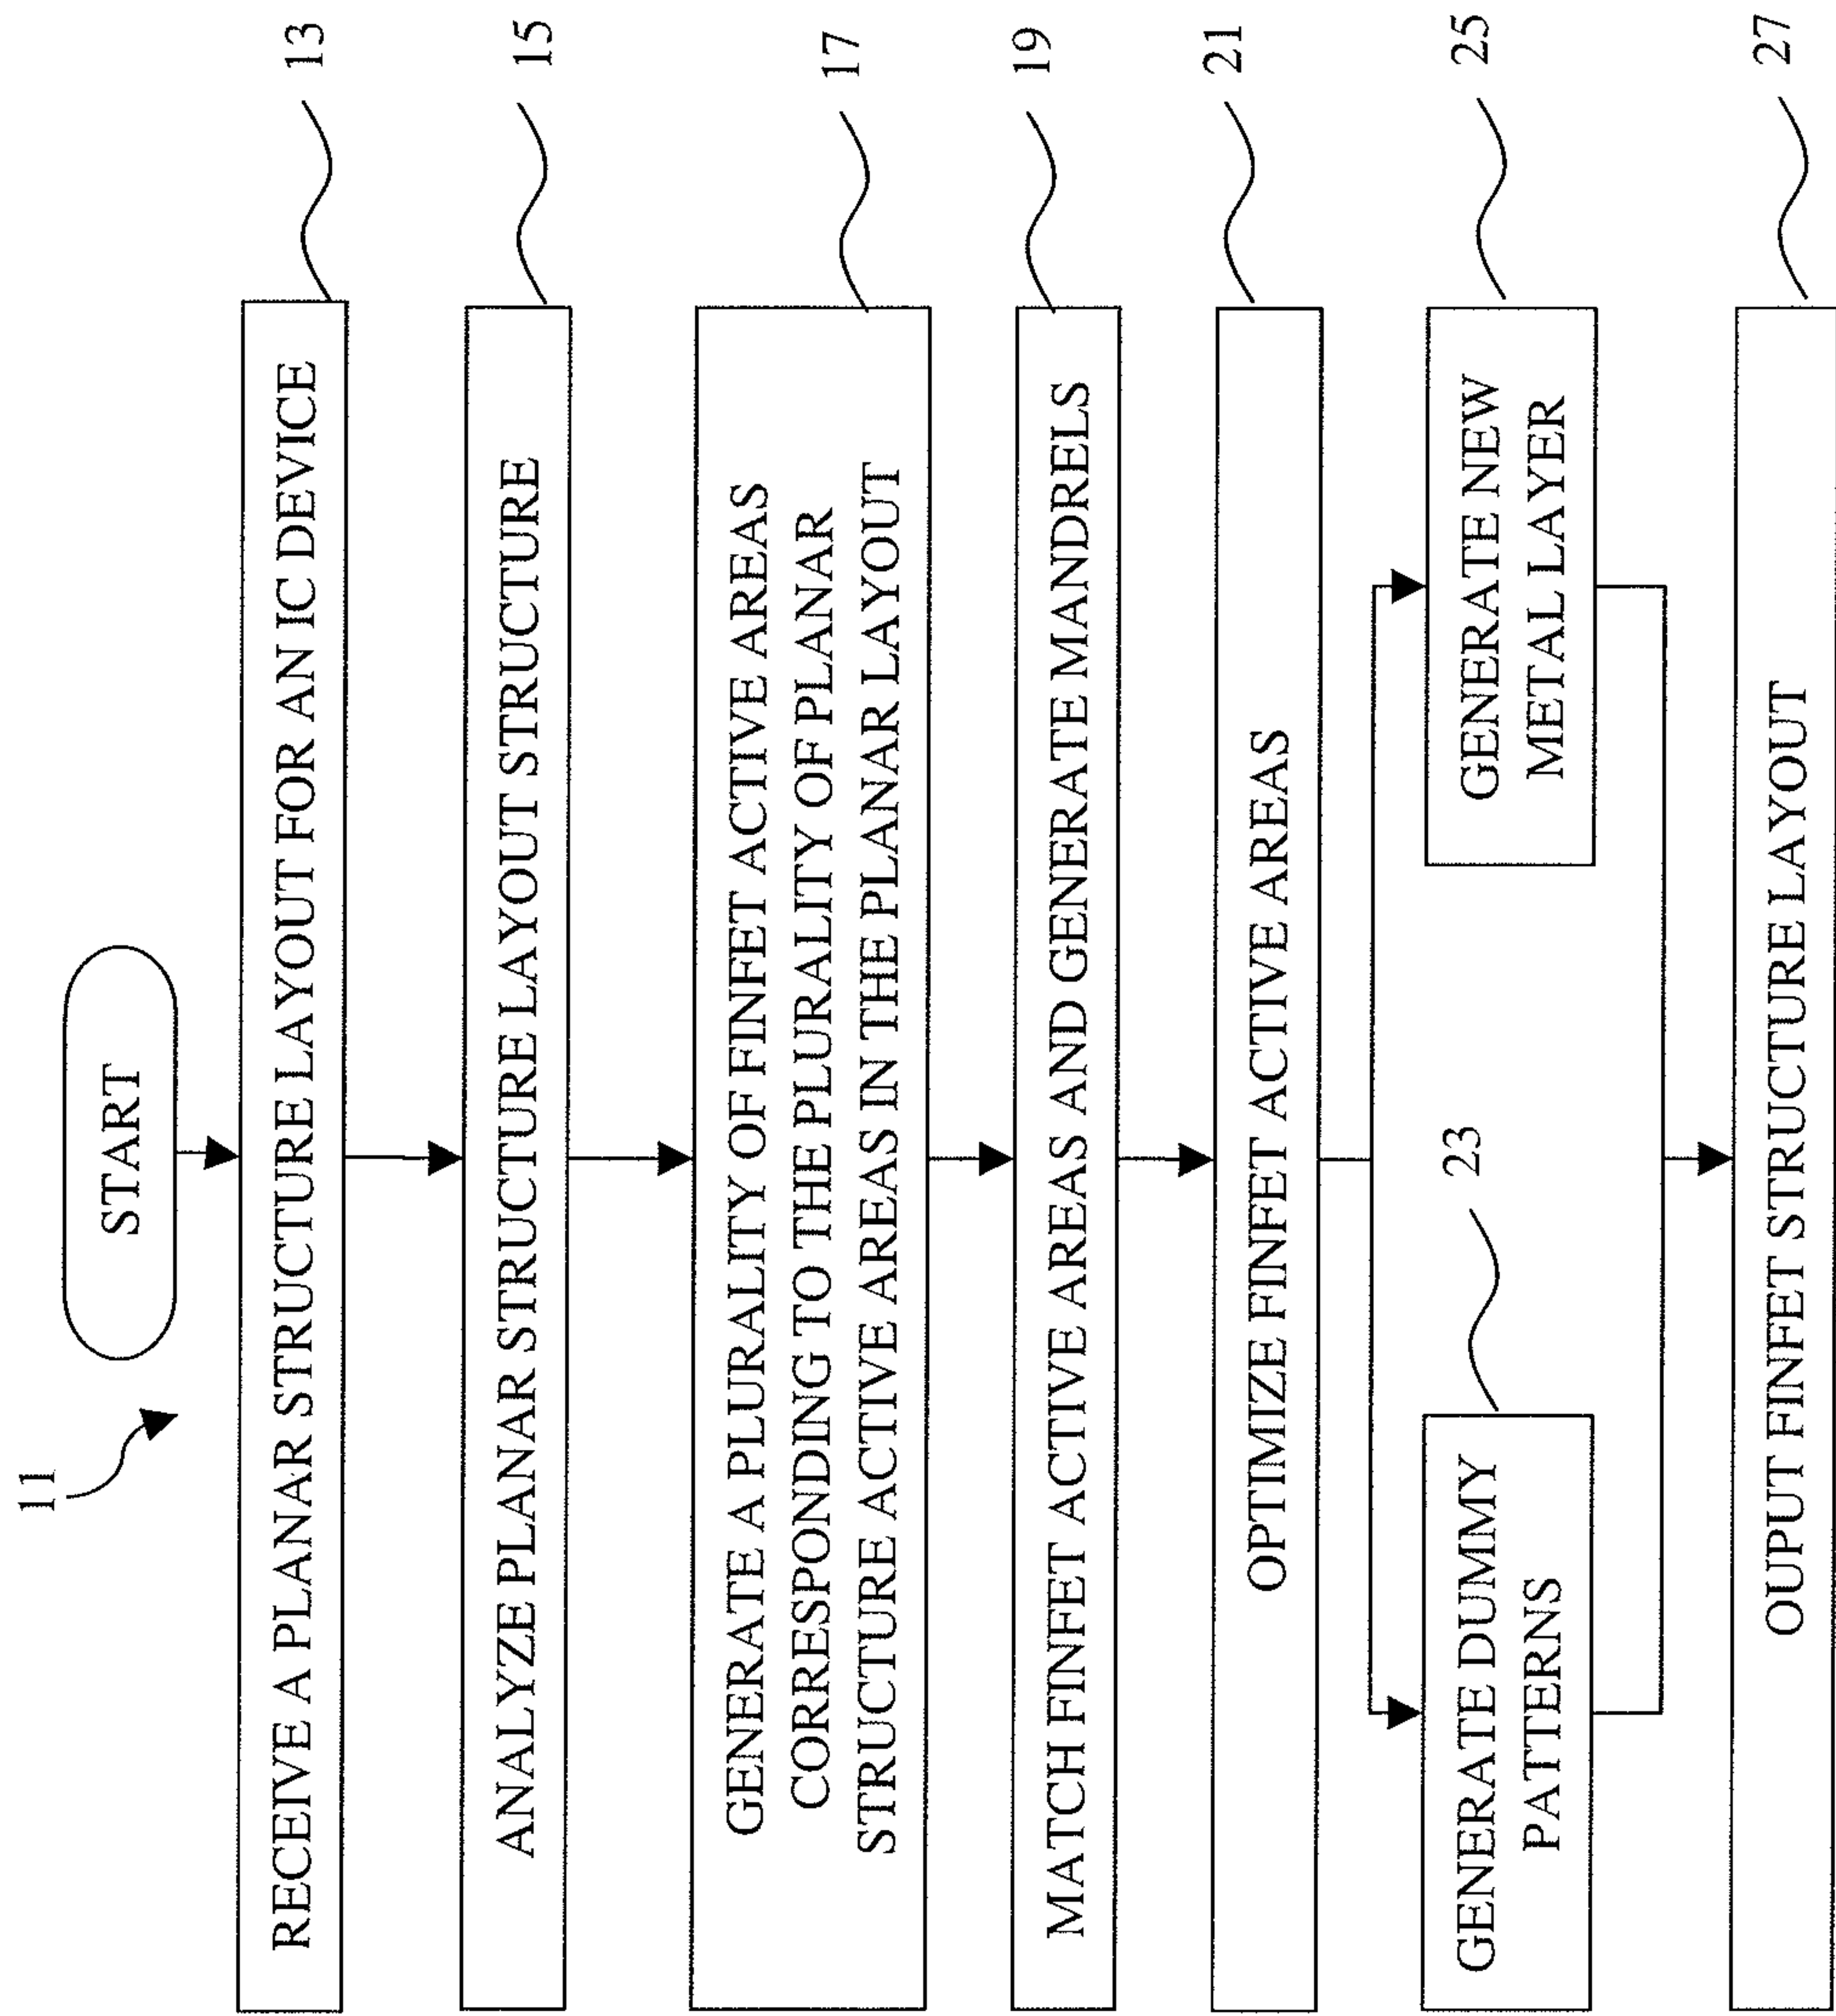 11
START
RECEIVE A PLANAR STRUCTURE LAYOUT FOR AN IC DEVICE
13
ANALYZE PLANAR STRUCTURE LAYOUT STRUCTURE
15
GENERATE A PLURALITY OF FINFET ACTIVE AREAS
CORRESPONDING TO THE PLURALITY OF PLANAR
STRUCTURE ACTIVE AREAS IN THE PLANAR LAYOUT
17
MATCH FINFET ACTIVE AREAS AND GENERATE MANDRELS
19
OPTIMIZE FINFET ACTIVE AREAS
21
GENERATE DUMMY
PATTERNS
23
GENERATE NEW
METAL LAYER
25
OUPUT FINFET STRUCTURE LAYOUT
27